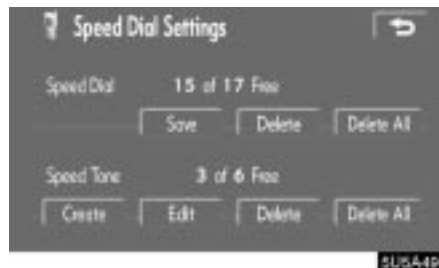 Speed Dial Settings
Speed Dial 15 of 17 Free
Save Delete Delete All
Speed Tone 3 of 6 Free
Create Edit Delete Delete All
5USA49